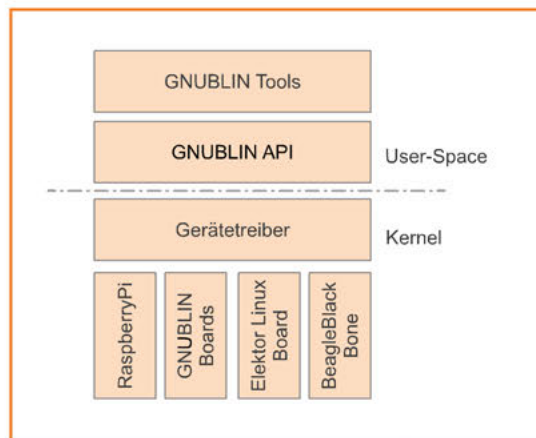 GNUBLIN Tools
GNUBLIN API
User-Space
Gerätetreiber
Kernel
RaspberryPi
GNUBLIN
Boards
Elektor Linux
Board
BeagleBlack
Bone